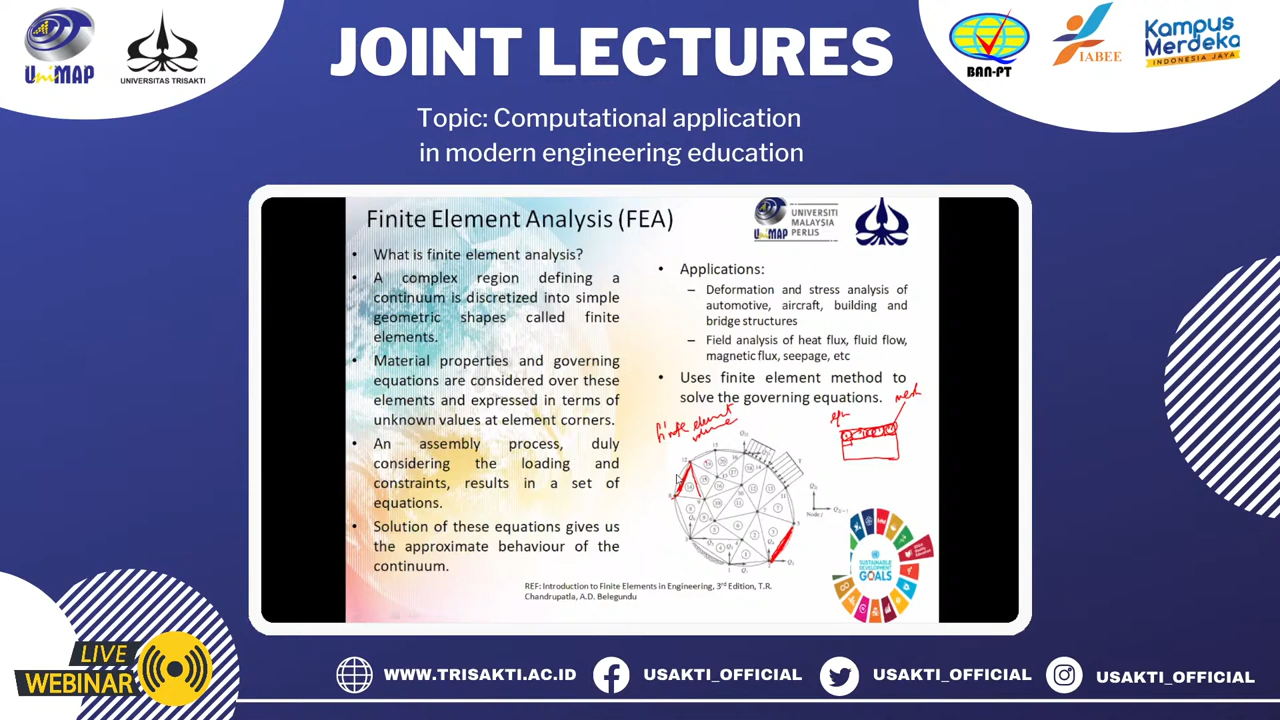 UniMAP
UNIVERSITAS TRISAKTI
JOINT LECTURES
BAN-PT
IABEE
Kampus
Merdeka
INDONESIA JAYA
Topic: Computational application
in modern engineering education
Finite Element Analysis (FEA)
UniMAP
UNIVERSITI
MALAYSIA
PERLIS
• What is finite element analysis?
• A complex region defining a
continuum is discretized into simple
geometric shapes called finite
elements.
• Material properties and governing
equations are considered over these
elements and expressed in terms of
unknown values at element corners.
• An assembly process, duly
considering the loading and
constraints, results in a set of
equations.
• Solution of these equations gives us
the approximate behaviour of the
continuum.
• Applications:
– Deformation and stress analysis of
automotive, aircraft, building and
bridge structures
– Field analysis of heat flux, fluid flow,
magnetic flux, seepage, etc
• Uses finite element method to
solve the governing equations.
finite element
Node j
SUSTAINABLE
DEVELOPMENT
GOALS
REF: Introduction to Finite Elements in Engineering, 3rd Edition, T.R.
Chandrupatla, A.D. Belegundu
LIVE
WEBINAR
WWW.TRISAKTI.AC.ID
USAKTI_OFFICIAL
USAKTI_OFFICIAL
USAKTI_OFFICIAL